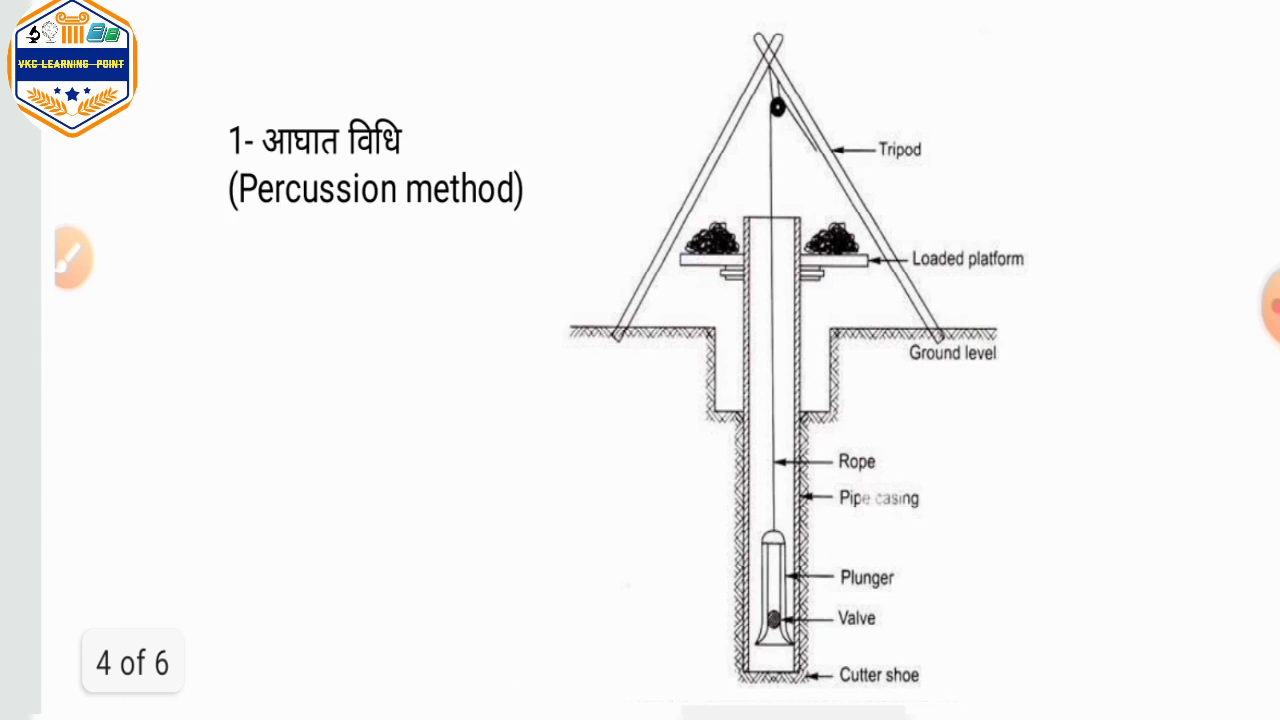 VKC LEARNING POINT
1- आघात विधि
(Percussion method)
Tripod
Loaded platform
Ground level
Rope
Pipe casing
Plunger
Valve
Cutter shoe
4 of 6